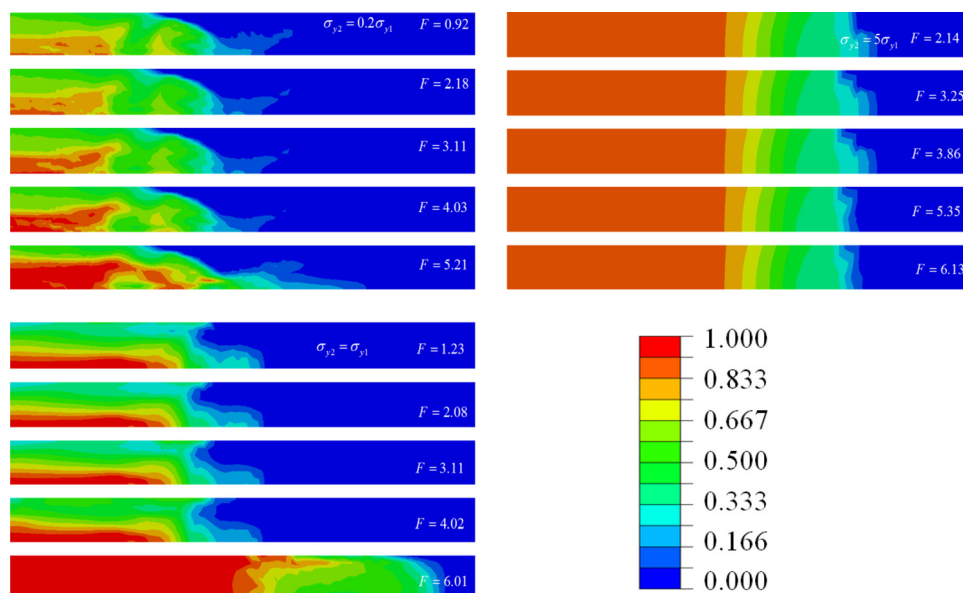 σy2 = 0.2σy1 F = 0.92
F = 2.18
F = 3.11
F = 4.03
F = 5.21
σy2 = 5σy1 F = 2.14
F = 3.25
F = 3.86
F = 5.35
F = 6.13
σy2 = σy1 F = 1.23
F = 2.08
F = 3.11
F = 4.02
F = 6.01
1.000
0.833
0.667
0.500
0.333
0.166
0.000